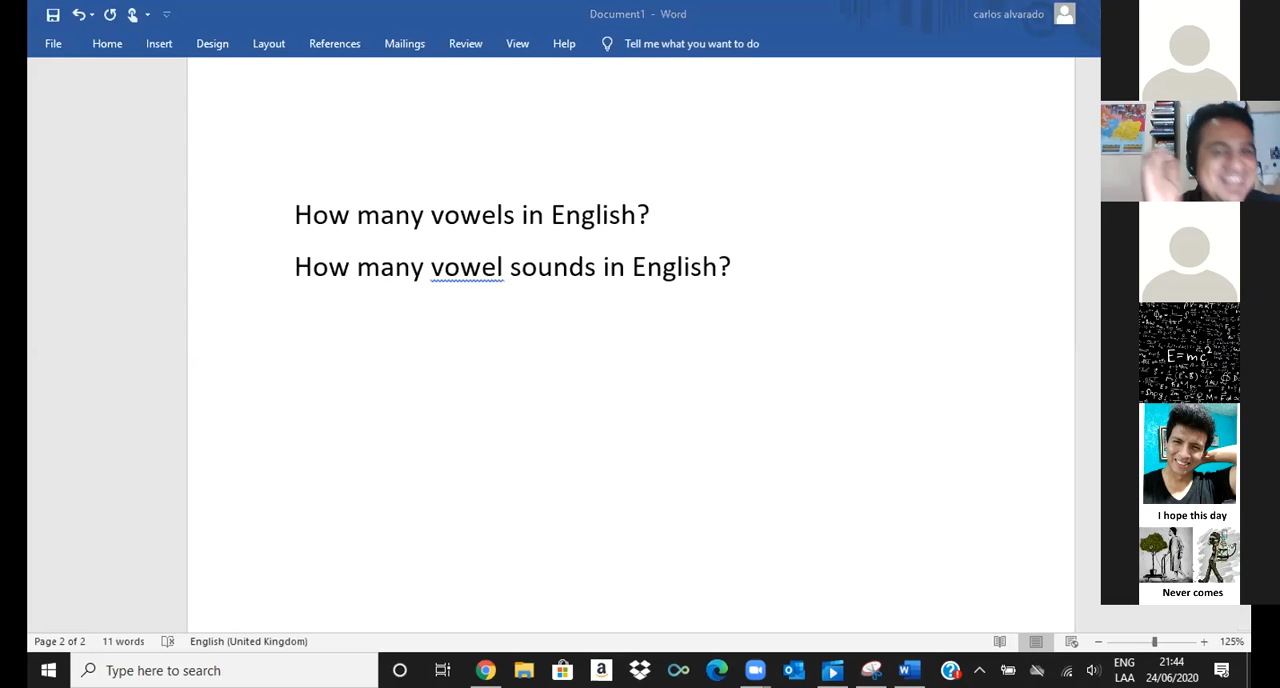 Document1 - Word
carlos alvarado
File Home Insert Design Layout References Mailings Review View Help Tell me what you want to do
How many vowels in English?
How many vowel sounds in English?
E=mc²
I hope this day
Never comes
Page 2 of 2 11 words English (United Kingdom) 125%
Type here to search
ENG
LAA
21:44
24/06/2020